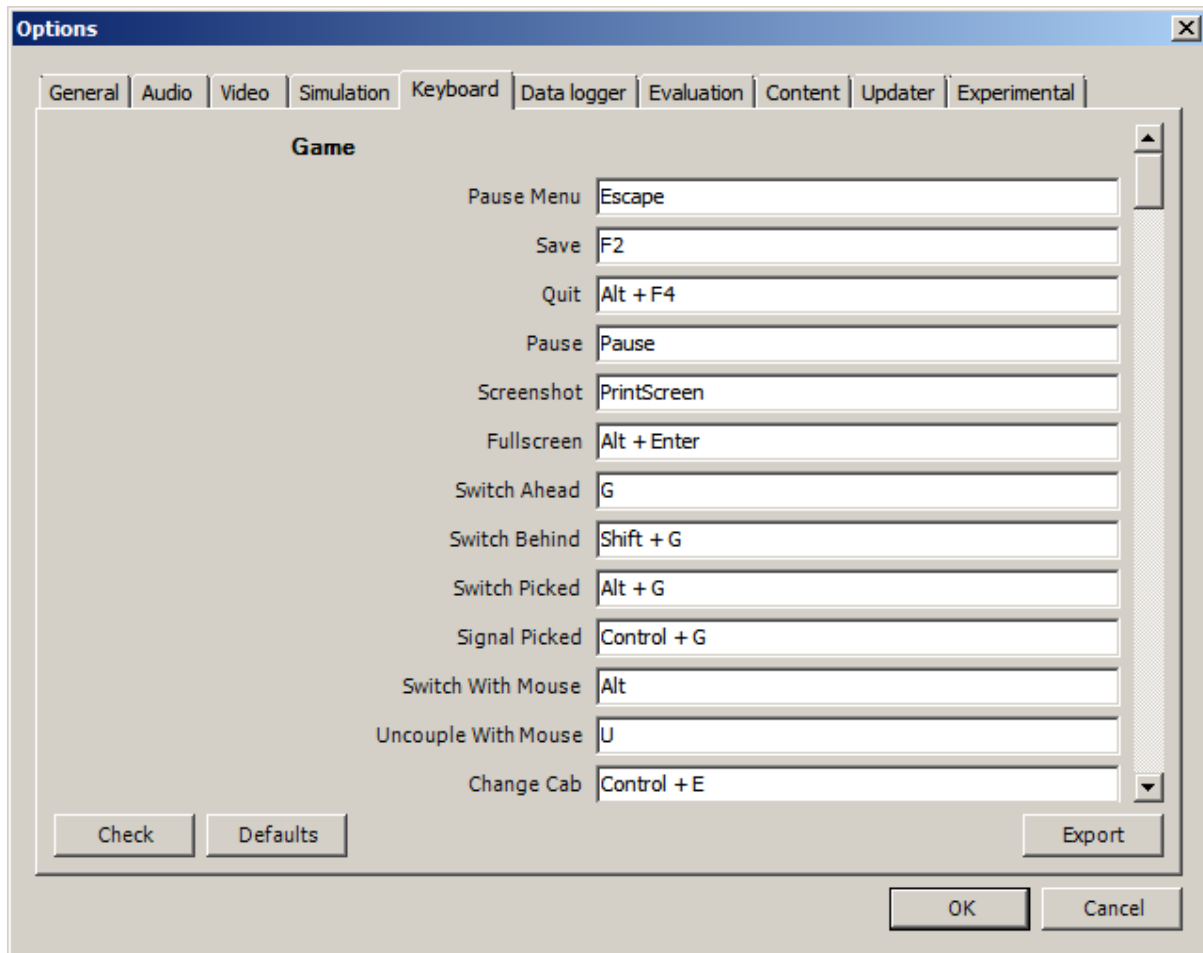 Options
General Audio Video Simulation Keyboard Data logger Evaluation Content Updater Experimental
Game
Pause Menu Escape
Save F2
Quit Alt + F4
Pause Pause
Screenshot PrintScreen
Fullscreen Alt + Enter
Switch Ahead G
Switch Behind Shift + G
Switch Picked Alt + G
Signal Picked Control + G
Switch With Mouse Alt
Uncouple With Mouse U
Change Cab Control + E
Check Defaults Export
OK Cancel